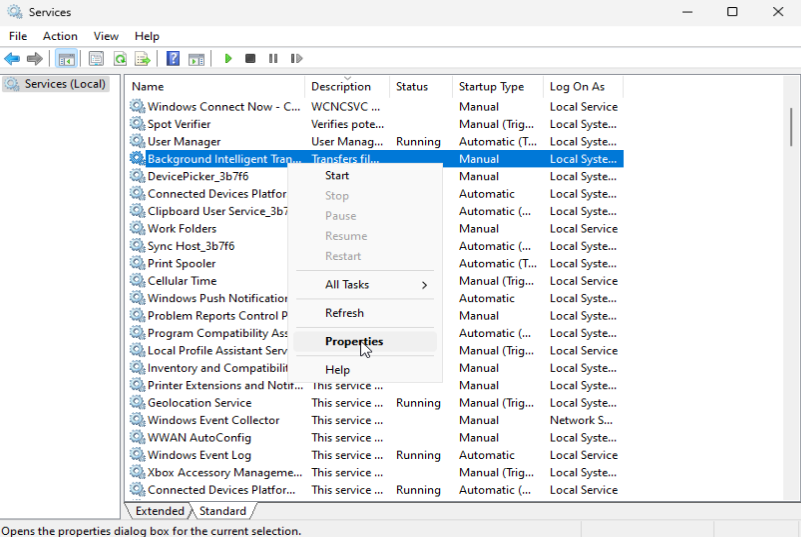 Services
File Action View Help
Services (Local)
Name Description Status Startup Type Log On As
Windows Connect Now - C... WCNCSVC ... Manual Local Service
Spot Verifier Verifies pote... Manual (Trig... Local Syste...
User Manager User Manag... Running Automatic (T... Local Syste...
Background Intelligent Tran... Transfers fil... Manual Local Syste...
DevicePicker_3b7f6 Manual Local Syste...
Connected Devices Platfor Automatic Local Syste...
Clipboard User Service_3b7 Automatic (... Local Syste...
Work Folders Manual Local Service
Sync Host_3b7f6 Automatic (... Local Syste...
Print Spooler Automatic (T... Local Syste...
Cellular Time Manual (Trig... Local Service
Windows Push Notification Automatic Local Syste...
Problem Reports Control P Manual Local Syste...
Program Compatibility Ass Automatic (... Local Syste...
Local Profile Assistant Serv Manual (Trig... Local Service
Inventory and Compatibilit Manual Local Syste...
Printer Extensions and Notif... This service ... Manual Local Syste...
Geolocation Service This service ... Running Manual (Trig... Local Syste...
Windows Event Collector This service ... Manual Network S...
WWAN AutoConfig This service ... Manual Local Syste...
Windows Event Log This service ... Running Automatic Local Service
Xbox Accessory Manageme... This service ... Manual (Trig... Local Syste...
Connected Devices Platfor... This service ... Running Automatic (... Local Service
Start
Stop
Pause
Resume
Restart
All Tasks
Refresh
Properties
Help
Extended Standard
Opens the properties dialog box for the current selection.